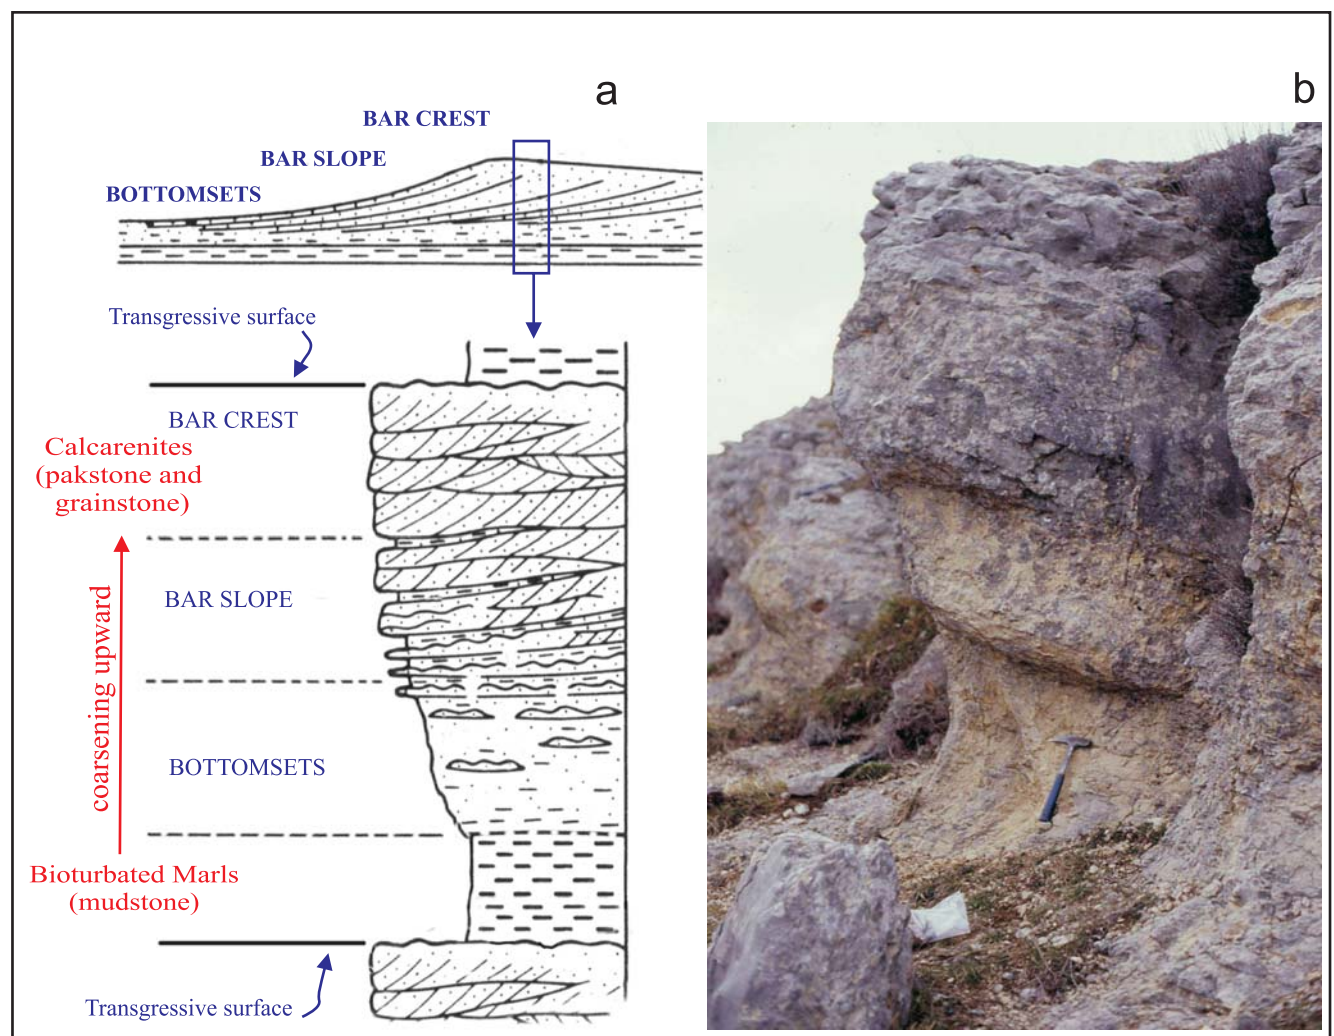 a
b
BAR CREST
BAR SLOPE
BOTTOMSETS
Transgressive surface
BAR CREST
Calcarenites
(pakstone and
grainstone)
BAR SLOPE
coarsening upward
BOTTOMSETS
Bioturbated Marls
(mudstone)
Transgressive surface